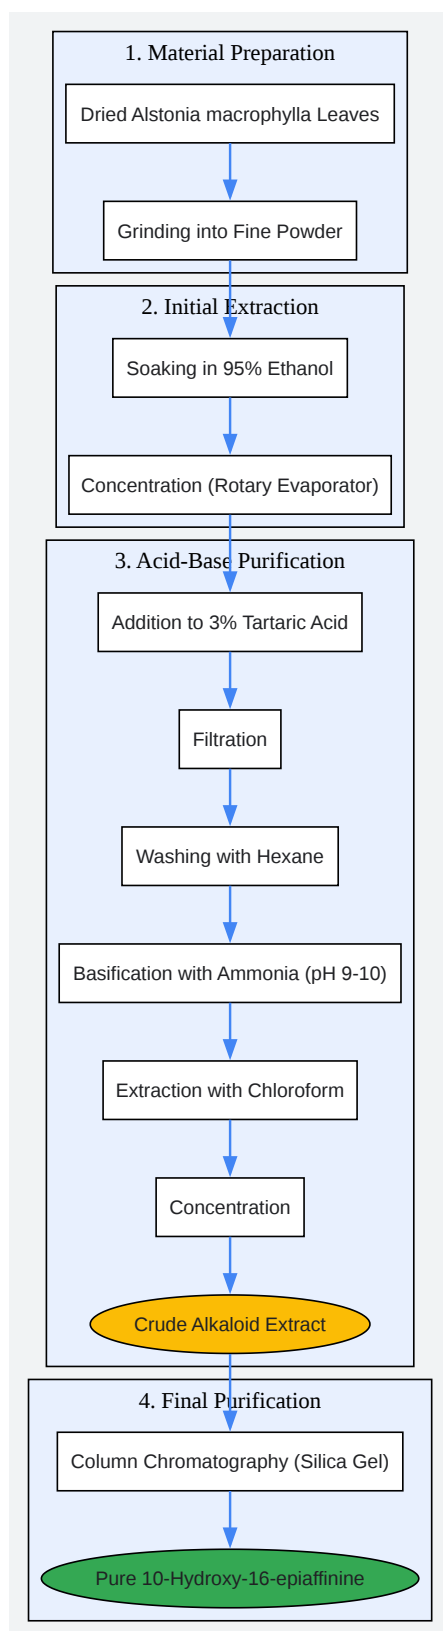 1. Material Preparation
Dried Alstonia macrophylla Leaves
Grinding into Fine Powder
2. Initial Extraction
Soaking in 95% Ethanol
Concentration (Rotary Evaporator)
3. Acid-Base Purification
Addition to 3% Tartaric Acid
Filtration
Washing with Hexane
Basification with Ammonia (pH 9-10)
Extraction with Chloroform
Concentration
Crude Alkaloid Extract
4. Final Purification
Column Chromatography (Silica Gel)
Pure 10-Hydroxy-16-epiaffinine